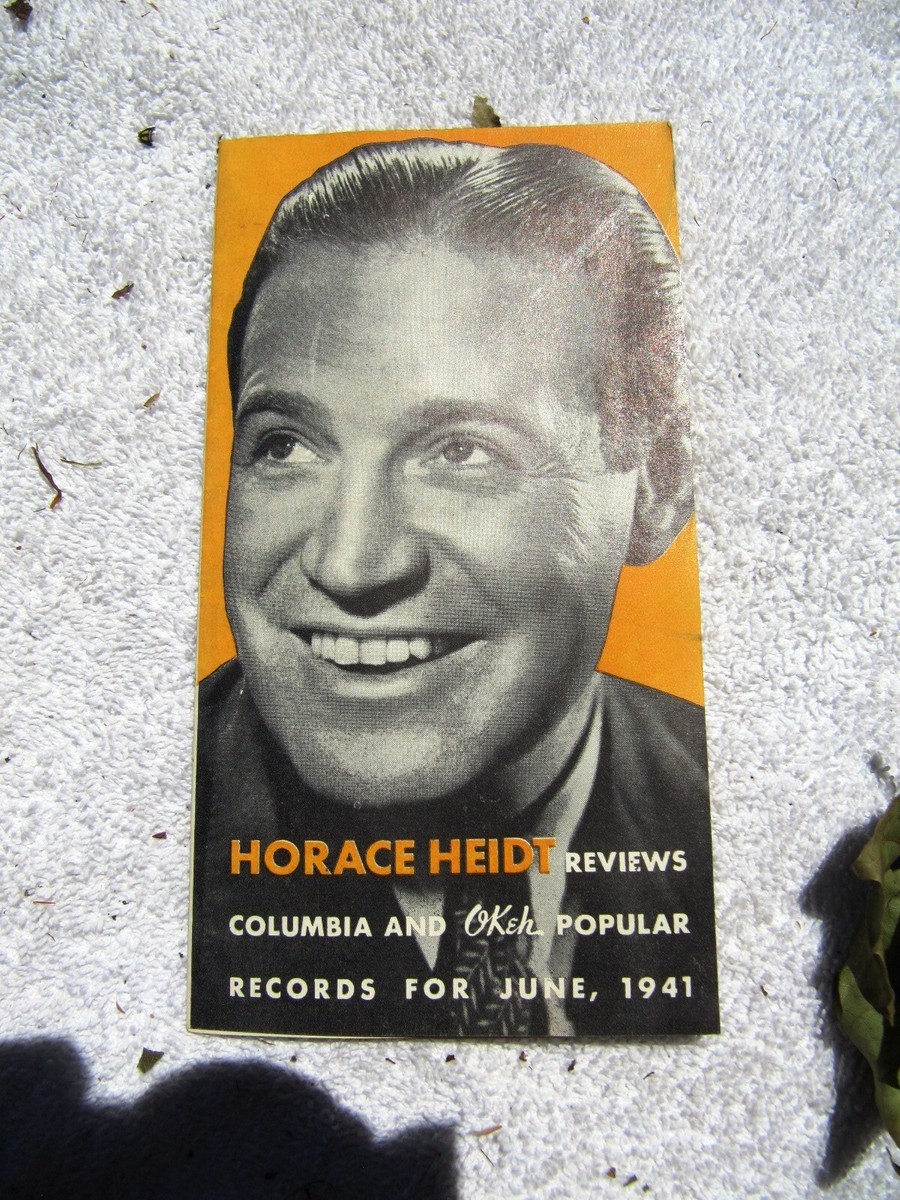 HORACE HEIDT REVIEWS
COLUMBIA AND OKeh POPULAR
RECORDS FOR JUNE, 1941